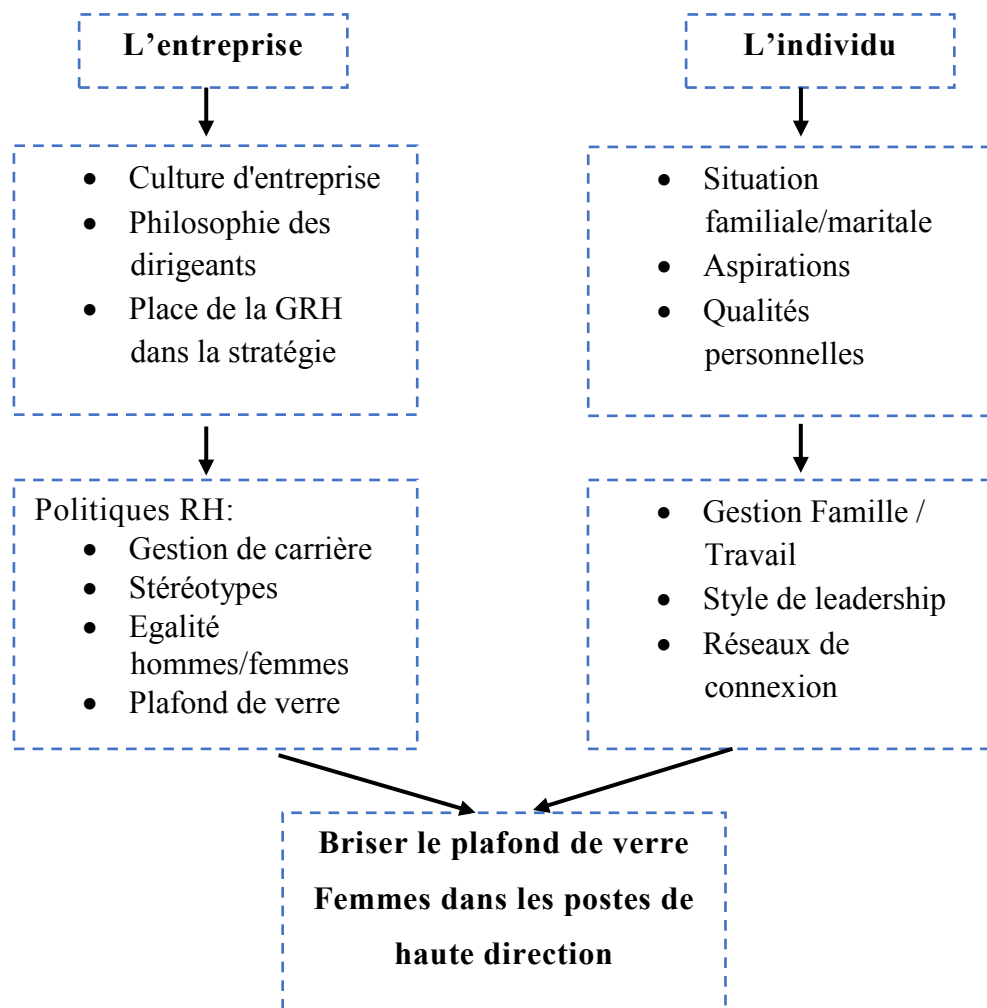 L’entreprise
• Culture d'entreprise
• Philosophie des
dirigeants
• Place de la GRH
dans la stratégie
Politiques RH:
• Gestion de carrière
• Stéréotypes
• Egalité
hommes/femmes
• Plafond de verre
L’individu
• Situation
familiale/maritale
• Aspirations
• Qualités
personnelles
• Gestion Famille /
Travail
• Style de leadership
• Réseaux de
connexion
Briser le plafond de verre
Femmes dans les postes de
haute direction